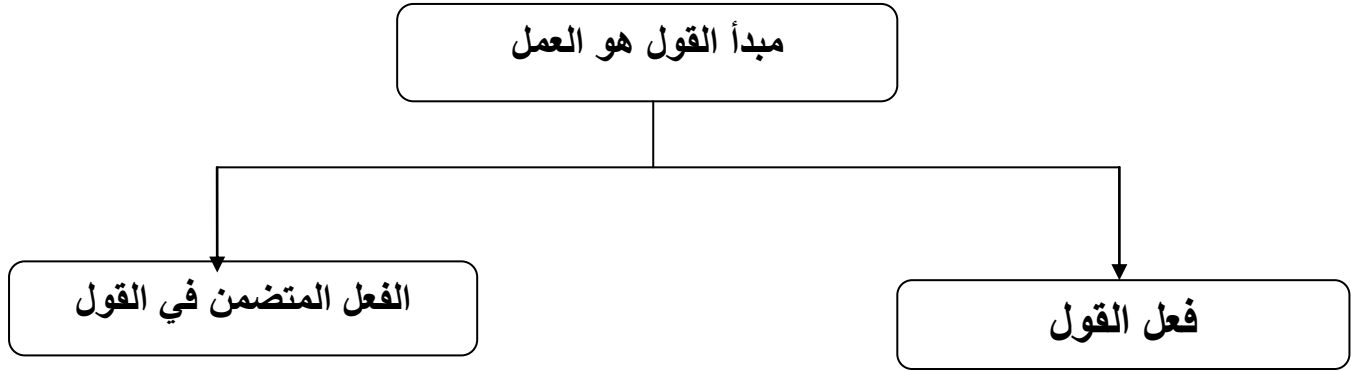 مبدأ القول هو العمل
فعل القول
الفعل المتضمن في القول